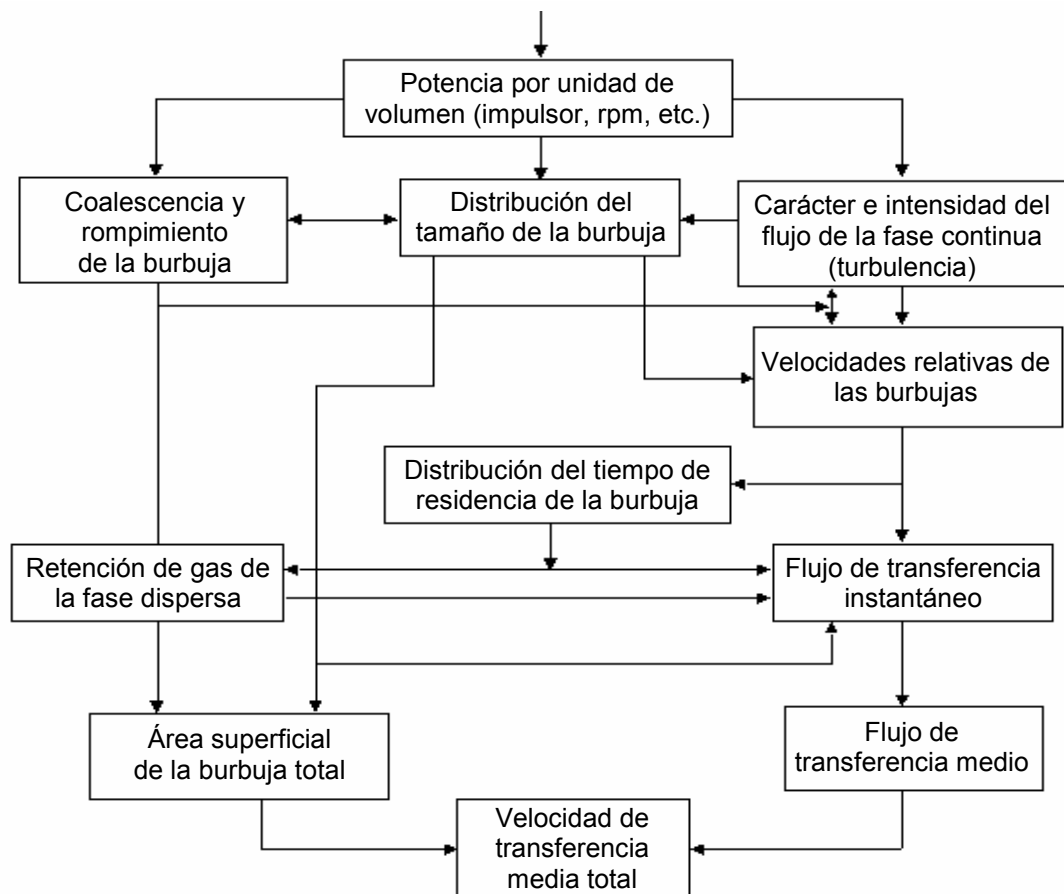 Potencia por unidad de
volumen (impulsor, rpm, etc.)
Coalescencia y
rompimiento
de la burbuja
Distribución del
tamaño de la burbuja
Carácter e intensidad del
flujo de la fase continua
(turbulencia)
Velocidades relativas de
las burbujas
Distribución del tiempo de
residencia de la burbuja
Retención de gas de
la fase dispersa
Flujo de transferencia
instantáneo
Área superficial
de la burbuja total
Flujo de
transferencia medio
Velocidad de
transferencia
media total